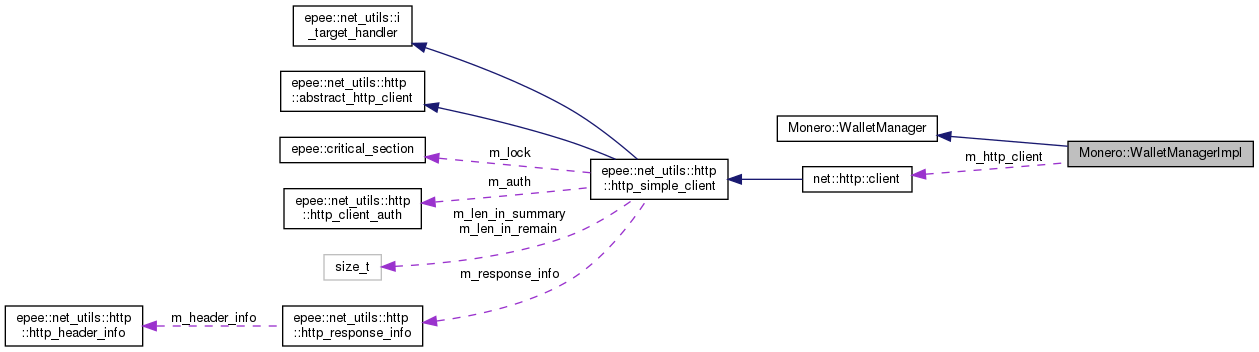 epee::net_utils::i
_target_handler
epee::net_utils::http
::abstract_http_client
epee::critical_section
m_lock
epee::net_utils::http
::http_client_auth
m_auth
m_len_in_summary
m_len_in_remain
size_t
m_response_info
epee::net_utils::http
::http_header_info
m_header_info
epee::net_utils::http
::http_response_info
epee::net_utils::http
::http_simple_client
Monero::WalletManager
net::http::client
m_http_client
Monero::WalletManagerImpl